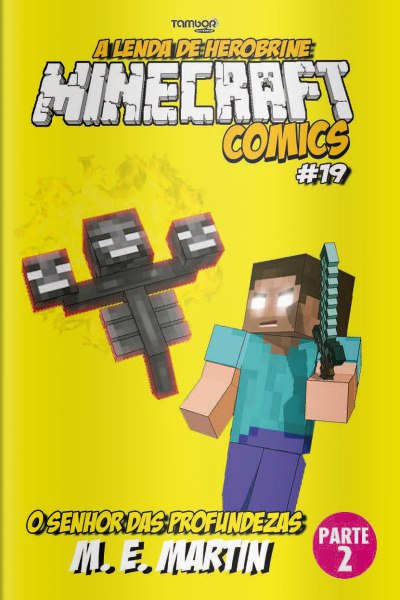 TAMBOR
A LENDA DE HEROBRINE
MINECRAFT
COMICS
#19
O SENHOR DAS PROFUNDEZAS
M. E. MARTIN
PARTE
2